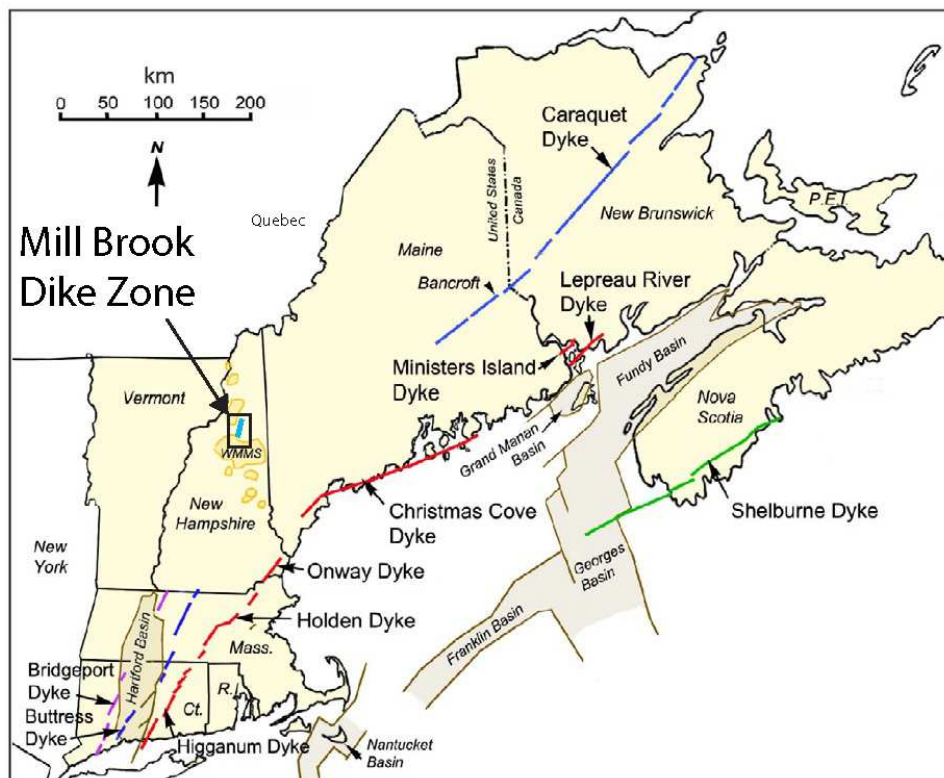 km
0 50 100 150 200
N
Quebec
Mill Brook
Dike Zone
Caraquet
Dyke
United States
Canada
New Brunswick
P.E.I.
Maine
Bancroft
Lepreau River
Dyke
Ministers Island
Dyke
Fundy Basin
Nova
Scotia
Vermont
WMMS
Grand Manan
Basin
New
Hampshire
Christmas Cove
Dyke
Shelburne Dyke
New
York
Onway Dyke
Georges
Basin
Holden Dyke
Franklin Basin
Hartford Basin
Mass.
Bridgeport
Dyke
R.I.
Buttress
Dyke
Ct.
Higganum Dyke
Nantucket
Basin